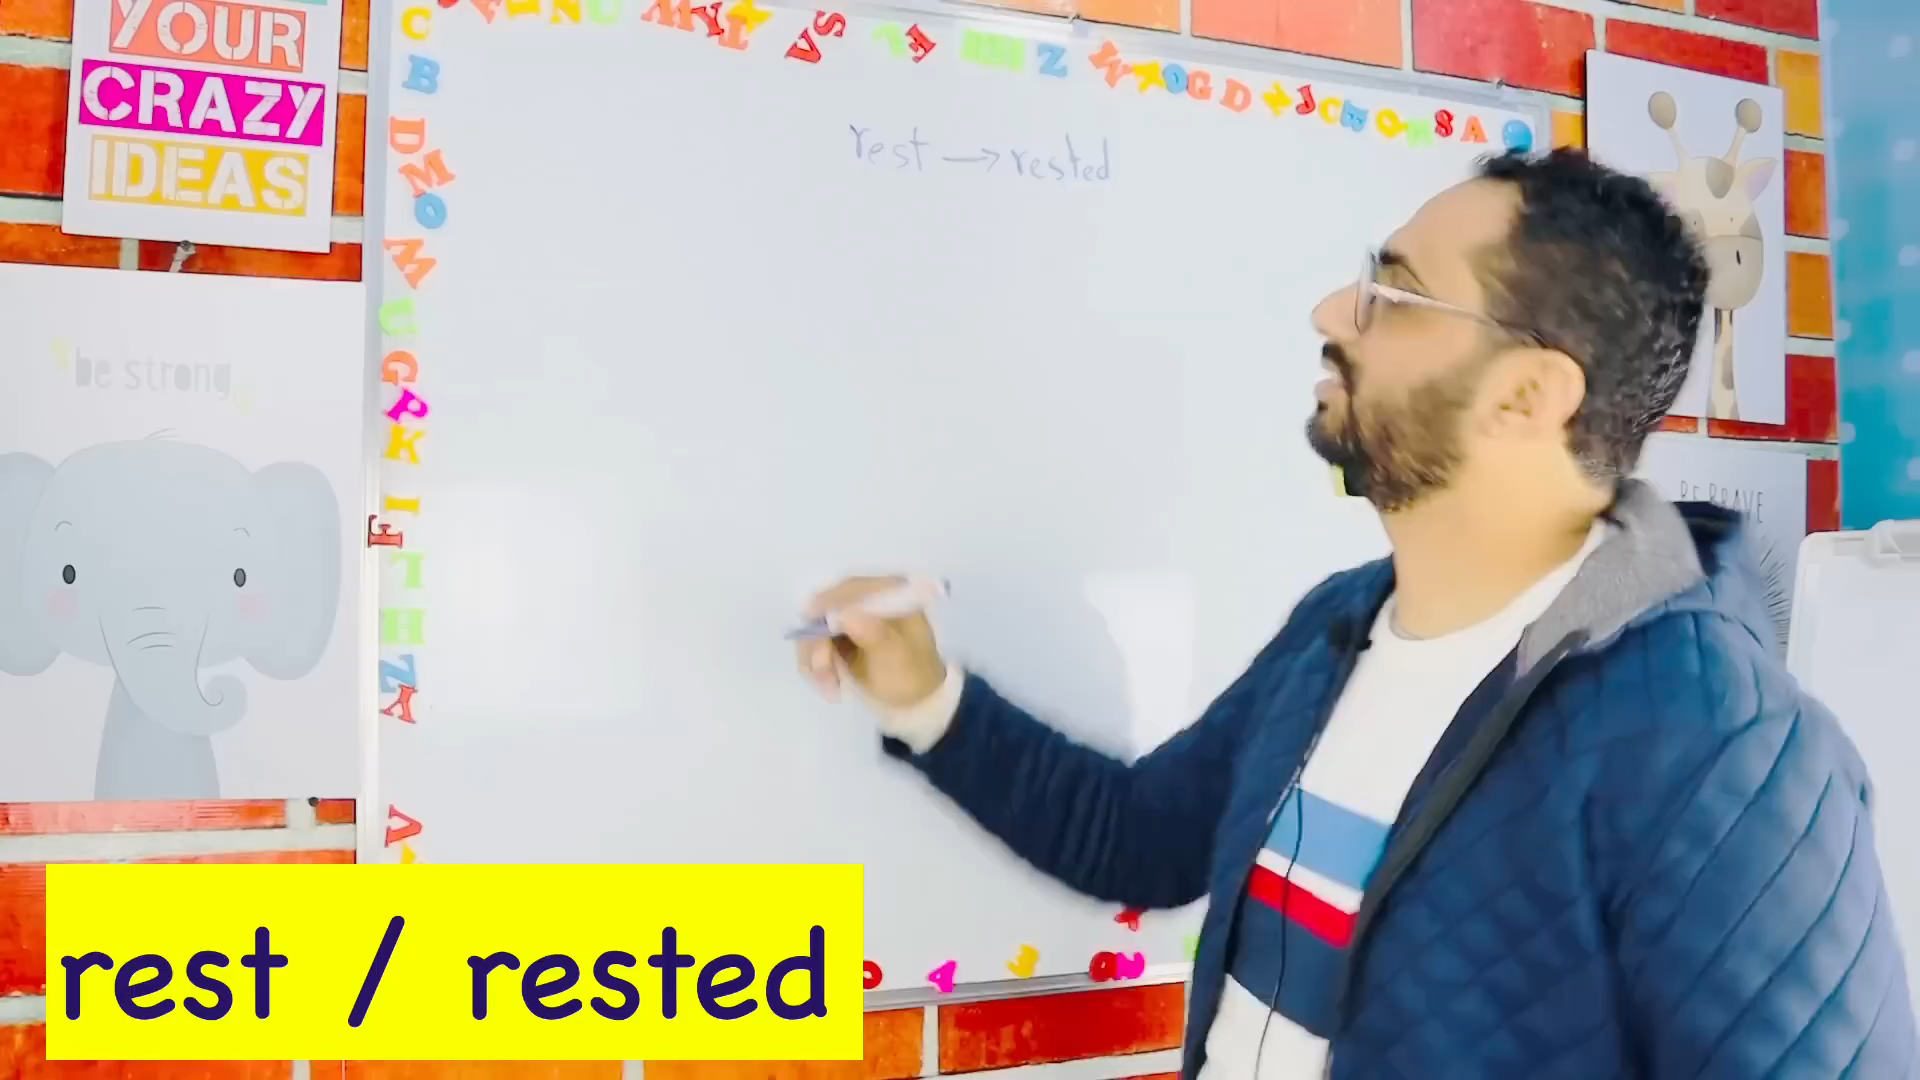 YOUR
CRAZY
IDEAS
rest → rested
be strong
BE BRAVE
rest / rested